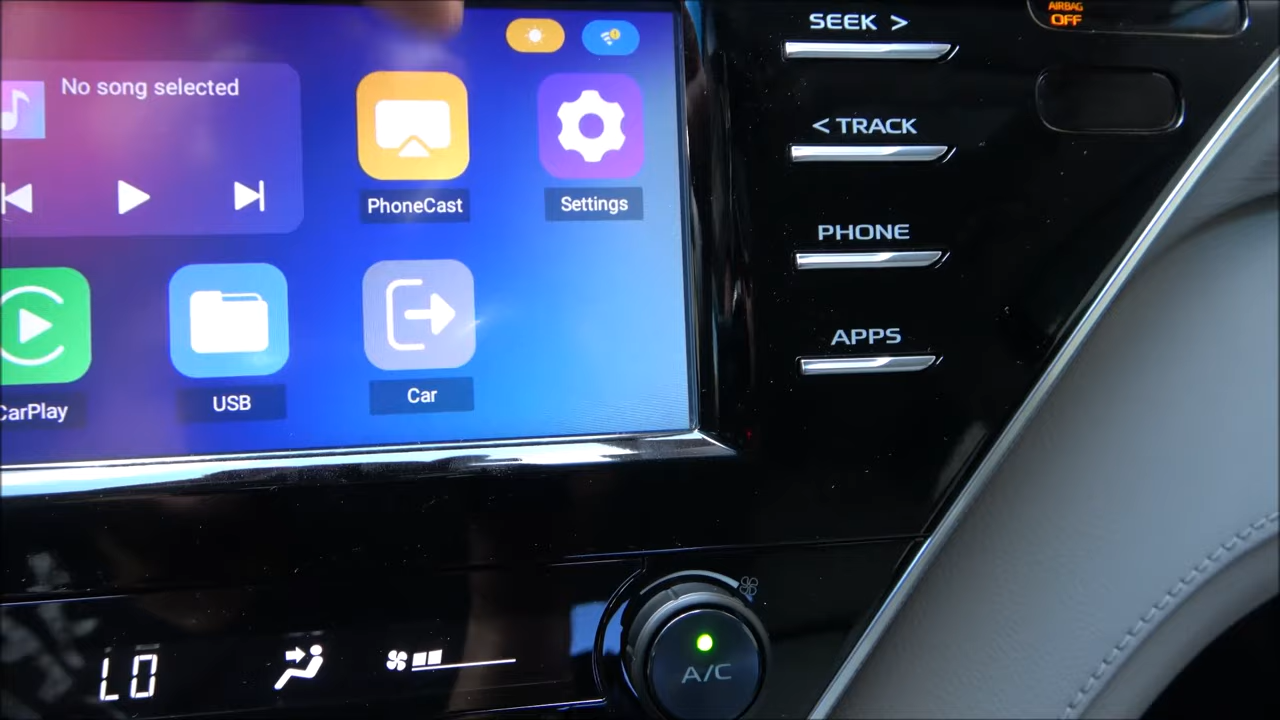 No song selected
PhoneCast
Settings
CarPlay
USB
Car
SEEK >
< TRACK
PHONE
APPS
AIRBAG
OFF
LO
A/C